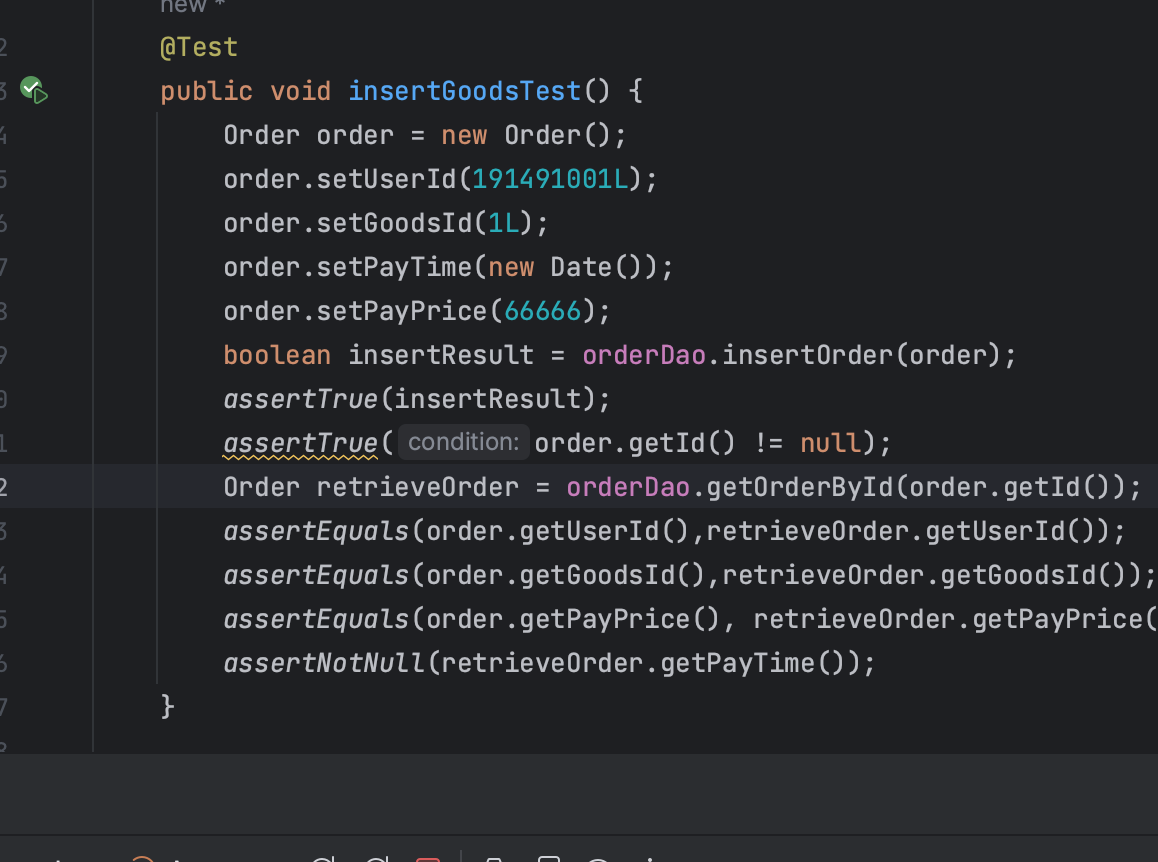 new *
@Test
public void insertGoodsTest() {
Order order = new Order();
order.setUserId(191491001L);
order.setGoodsId(1L);
order.setPayTime(new Date());
order.setPayPrice(66666);
boolean insertResult = orderDao.insertOrder(order);
assertTrue(insertResult);
assertTrue( condition: order.getId() != null);
Order retrieveOrder = orderDao.getOrderById(order.getId());
assertEquals(order.getUserId(),retrieveOrder.getUserId());
assertEquals(order.getGoodsId(),retrieveOrder.getGoodsId());
assertEquals(order.getPayPrice(), retrieveOrder.getPayPrice(
assertNotNull(retrieveOrder.getPayTime());
}